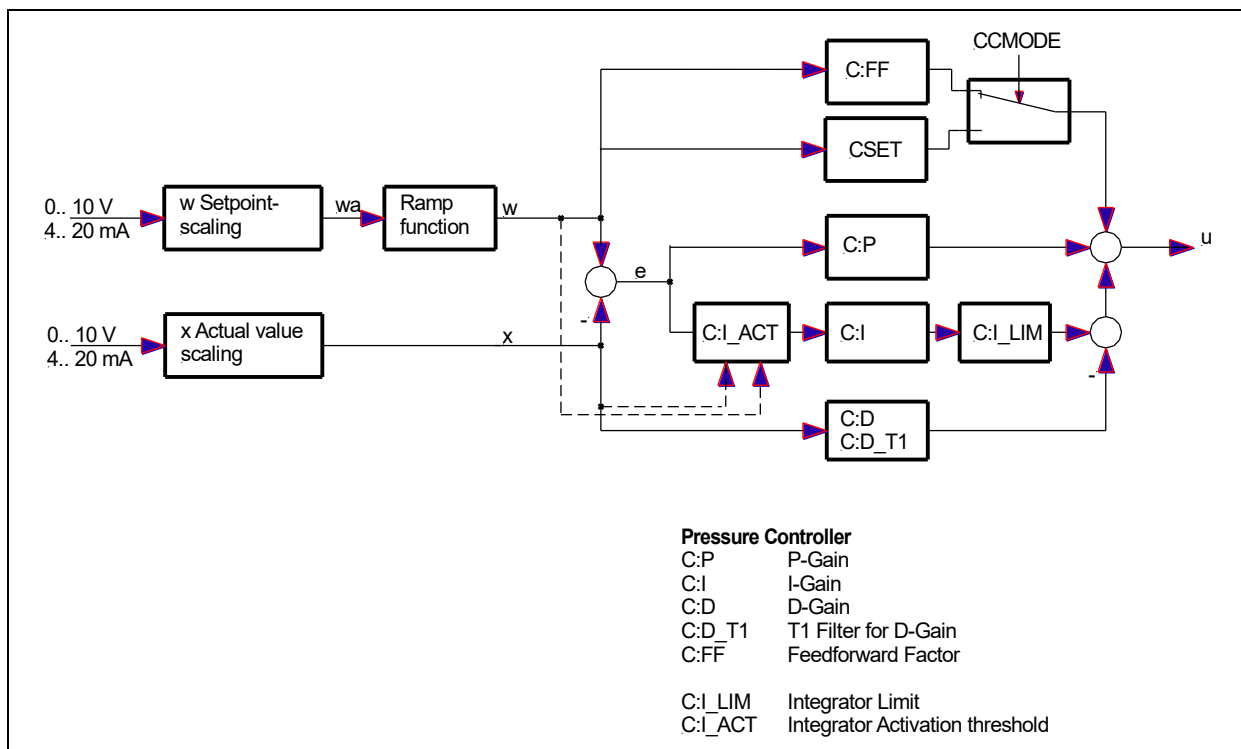 CCMODE
C:FF
CSET
0.. 10 V
4.. 20 mA
w Setpoint-
scaling
wa
Ramp
function
w
C:P
u
e
-
0.. 10 V
4.. 20 mA
x Actual value
scaling
x
C:I_ACT
C:I
C:I_LIM
-
C:D
C:D_T1
Pressure Controller
C:P P-Gain
C:I I-Gain
C:D D-Gain
C:D_T1 T1 Filter for D-Gain
C:FF Feedforward Factor
C:I_LIM Integrator Limit
C:I_ACT Integrator Activation threshold